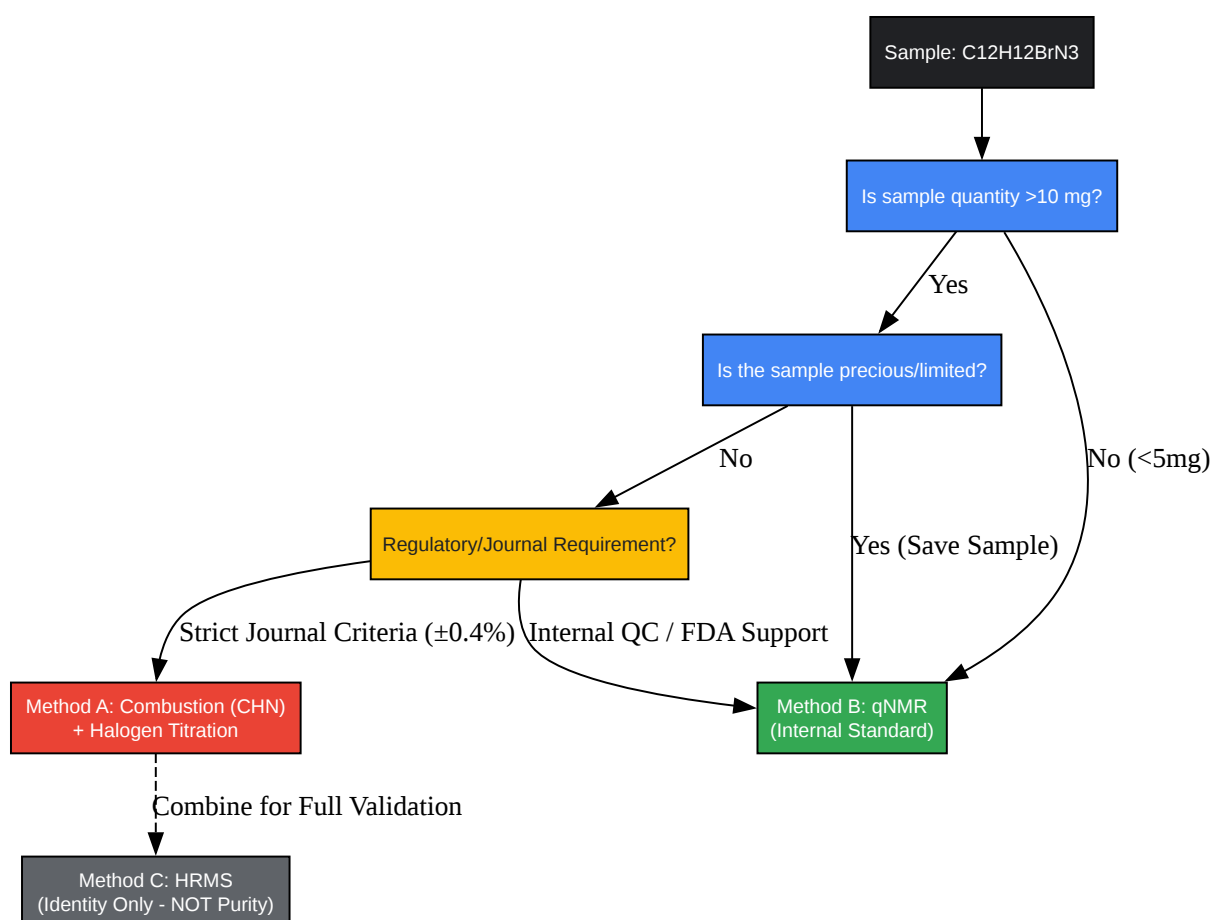 Sample: C12H12BrN3
Is sample quantity >10 mg?
Yes
Is the sample precious/limited?
No
No (<5mg)
Regulatory/Journal Requirement?
Yes (Save Sample)
Strict Journal Criteria (±0.4%)
Internal QC / FDA Support
Method A: Combustion (CHN)
+ Halogen Titration
Method B: qNMR
(Internal Standard)
Combine for Full Validation
Method C: HRMS
(Identity Only - NOT Purity)